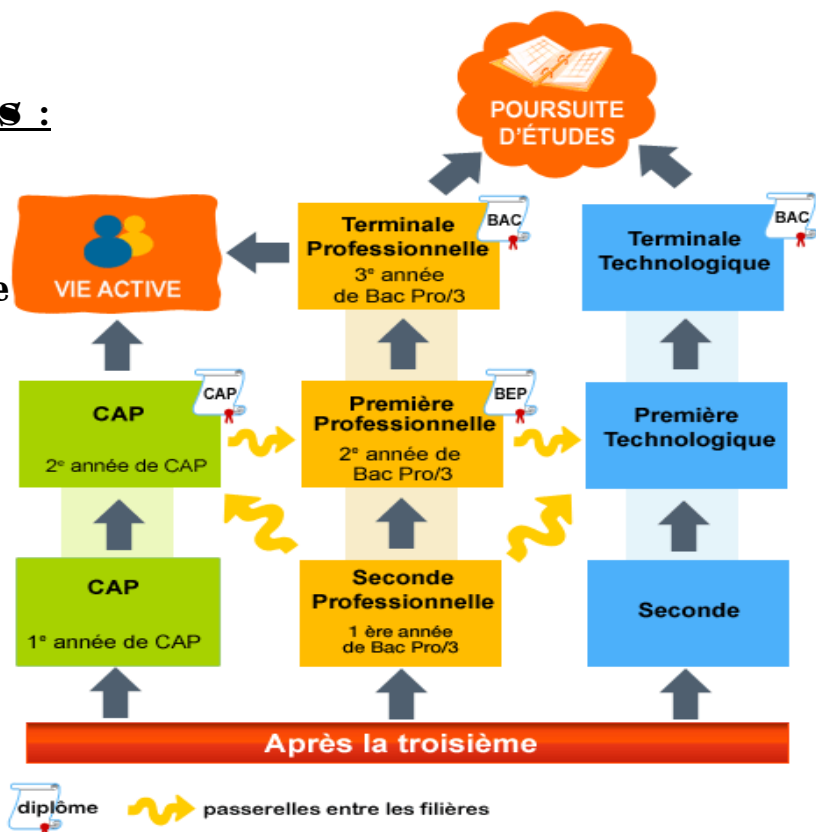 s :
POURSUITE
D'ÉTUDES
e
VIE ACTIVE
Terminale
Professionnelle
3e année
de Bac Pro/3
BAC
Terminale
Technologique
BAC
CAP
2e année de CAP
CAP
Première
Professionnelle
2e année de
Bac Pro/3
BEP
Première
Technologique
CAP
1e année de CAP
Seconde
Professionnelle
1 ère année
de Bac Pro/3
Seconde
Après la troisième
diplôme
passerelles entre les filières